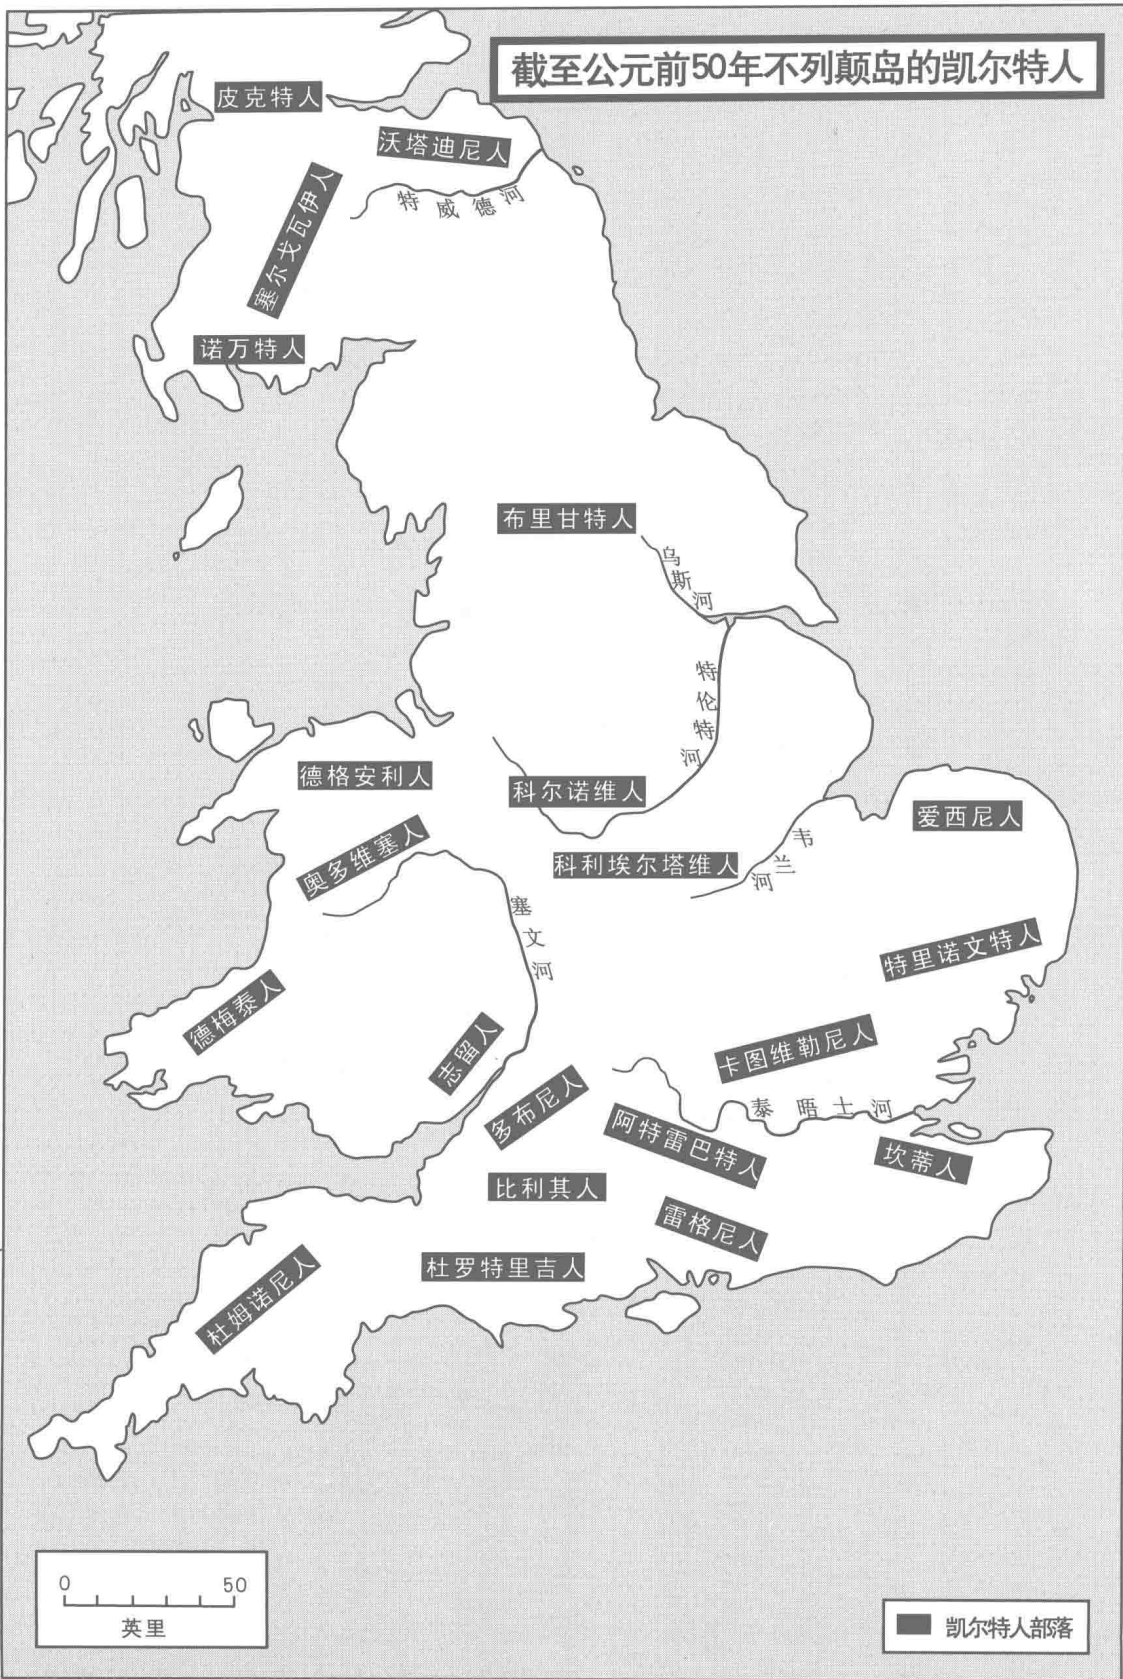 截至公元前50年不列颠岛的凯尔特人
皮克特人
沃塔迪尼人
特威德河
塞尔戈瓦伊人
诺万特人
布里甘特人
乌斯河
特伦特河
德格安利人
科尔诺维人
爱西尼人
奥多维塞人
科利埃尔塔维人
韦兰河
塞文河
特里诺文特人
德梅泰人
志留人
卡图维勒尼人
多布尼人
泰晤士河
阿特雷巴特人
坎蒂人
比利其人
雷格尼人
杜罗特里吉人
杜姆诺尼人
0 50
英里
凯尔特人部落